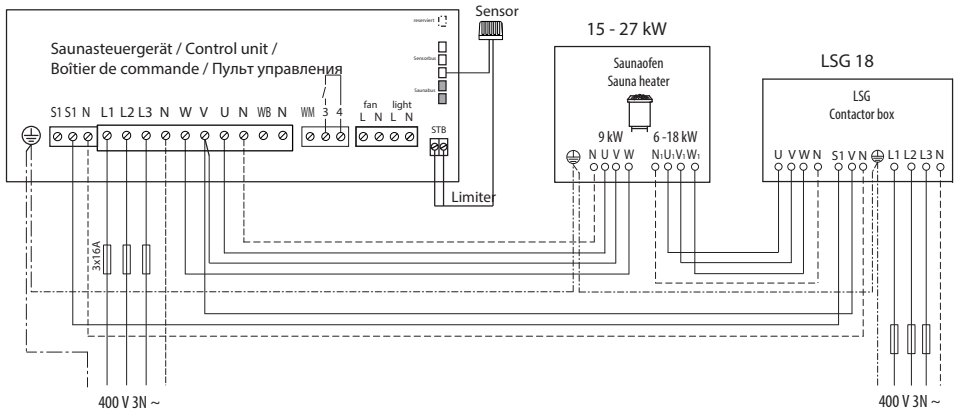 Sensor
reserviert
15 - 27 kW
Saunasteuergerät / Control unit /
Boîtier de commande / Пульт управления
Sensorbus
Saunabus
Saunaofen
Sauna heater
LSG 18
LSG
Contactor box
S1 S1 N L1 L2 L3 N W V U N WB N WM 3 4
fan light
L N L N
STB
9 kW 6 -18 kW
N U V W N1 U1 V1 W1
U V W N S1 V N L1 L2 L3 N
Limiter
3x16A
400 V 3N ~
400 V 3N ~